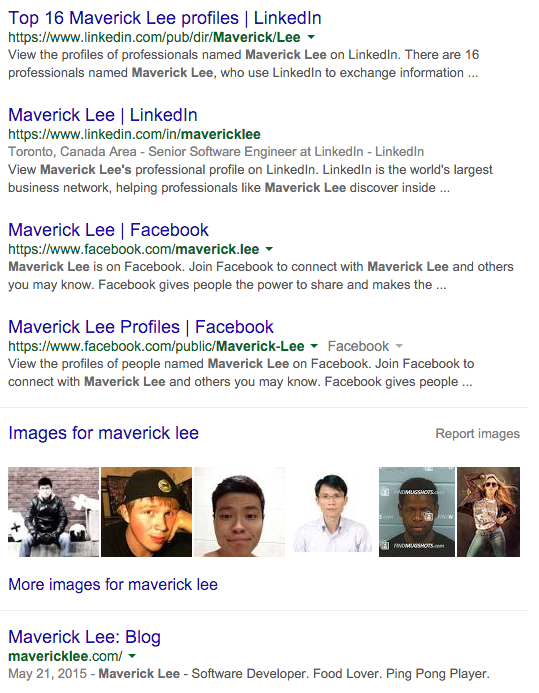 Top 16 Maverick Lee profiles | LinkedIn
https://www.linkedin.com/pub/dir/Maverick/Lee
View the profiles of professionals named Maverick Lee on LinkedIn. There are 16
professionals named Maverick Lee, who use LinkedIn to exchange information ...
Maverick Lee | LinkedIn
https://www.linkedin.com/in/mavericklee
Toronto, Canada Area - Senior Software Engineer at LinkedIn - LinkedIn
View Maverick Lee's professional profile on LinkedIn. LinkedIn is the world's largest
business network, helping professionals like Maverick Lee discover inside ...
Maverick Lee | Facebook
https://www.facebook.com/maverick.lee
Maverick Lee is on Facebook. Join Facebook to connect with Maverick Lee and others
you may know. Facebook gives people the power to share and makes the ...
Maverick Lee Profiles | Facebook
https://www.facebook.com/public/Maverick-Lee Facebook
View the profiles of people named Maverick Lee on Facebook. Join Facebook to
connect with Maverick Lee and others you may know. Facebook gives people ...
Images for maverick lee Report images
FINDMUGSHOTS.com
FINDMUGSHOTS.com
More images for maverick lee
Maverick Lee: Blog
mavericklee.com/
May 21, 2015 - Maverick Lee - Software Developer. Food Lover. Ping Pong Player.